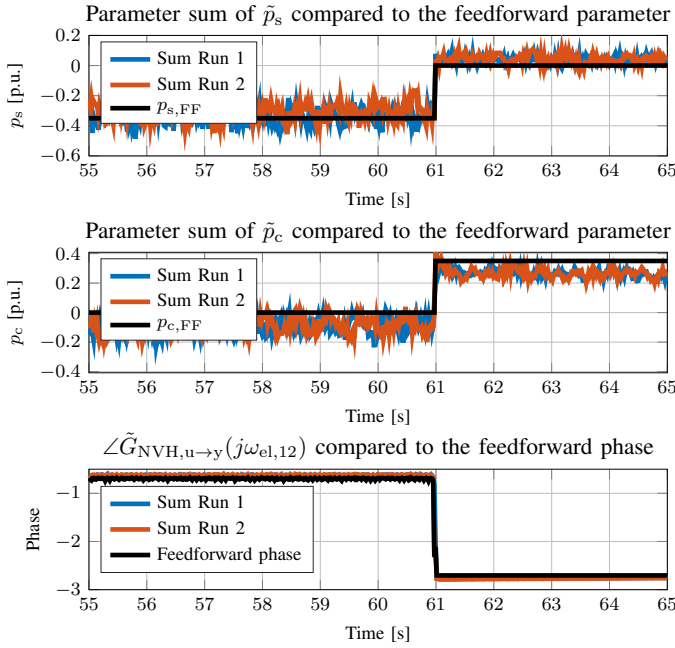 Parameter sum of p̃s compared to the feedforward parameter
0.2
0
−0.2
−0.4
−0.6
ps [p.u.]
Sum Run 1
Sum Run 2
ps,FF
55 56 57 58 59 60 61 62 63 64 65
Time [s]
Parameter sum of p̃c compared to the feedforward parameter
0.4
0.2
0
−0.2
−0.4
pc [p.u.]
Sum Run 1
Sum Run 2
pc,FF
55 56 57 58 59 60 61 62 63 64 65
Time [s]
∠G̃NVH,u→y(jωel,12) compared to the feedforward phase
−1
−2
−3
Phase
Sum Run 1
Sum Run 2
Feedforward phase
55 56 57 58 59 60 61 62 63 64 65
Time [s]